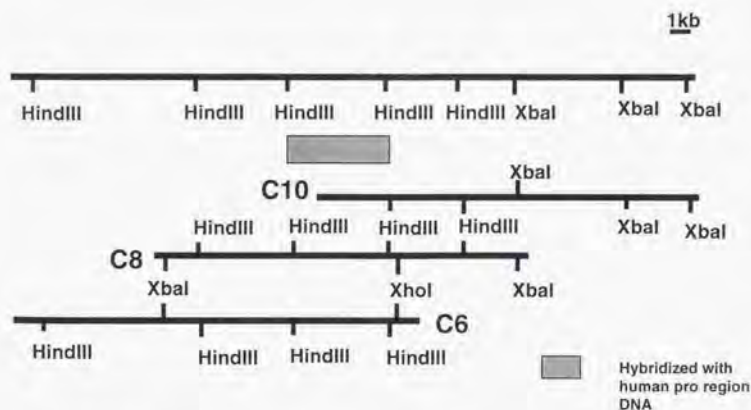 1kb
HindIII HindIII HindIII HindIII HindIII XbaI XbaI XbaI
C10 XbaI
HindIII HindIII HindIII HindIII XbaI XbaI
C8
XbaI XhoI XbaI
C6
HindIII HindIII HindIII HindIII
Hybridized with
human pro region
DNA